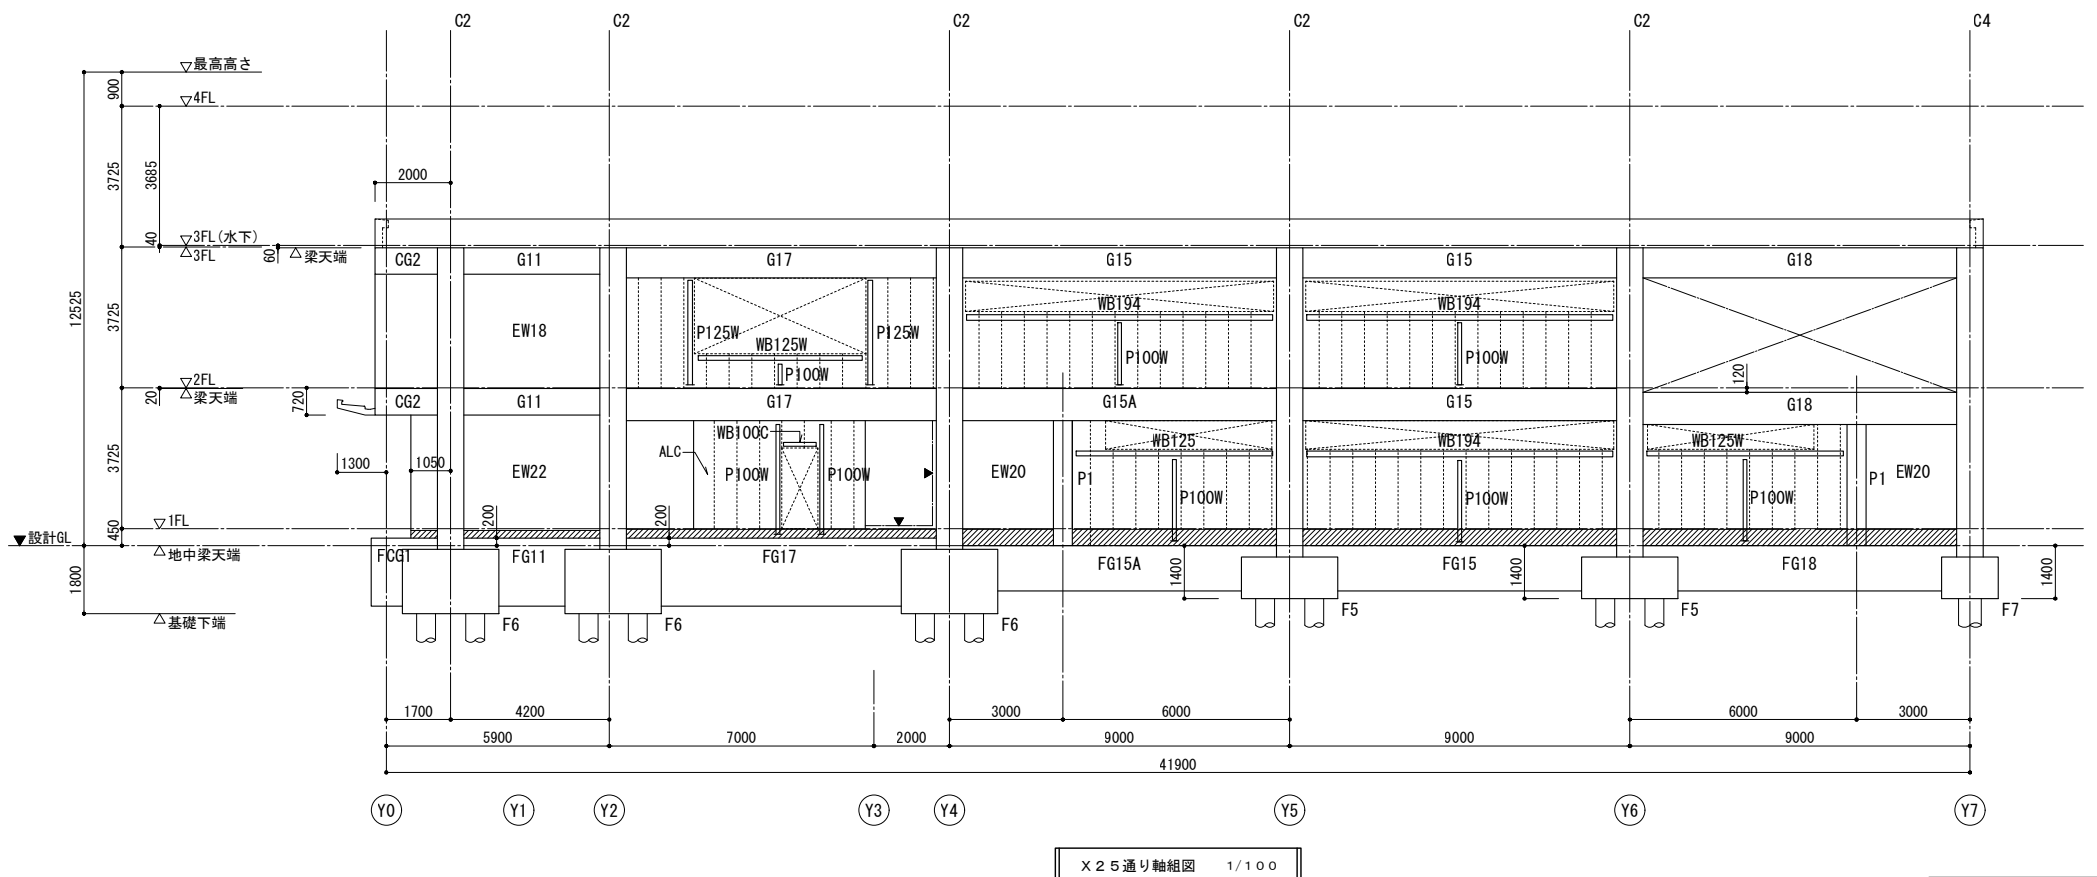 C2 C2 C2 C2 C2 C4
▽最高高さ
900
▽4FL
3725 3685
2000
12525
40
▽3FL(水下)
△3FL
60 △梁天端
CG2 G11 G17 G15 G15 G18
3725
EW18 P125W WB125W P125W P100W WB194 P100W WB194 P100W
▽2FL
20 △梁天端
720
CG2 G11 G17 G15A G15 120 G18
3725
1300 1050
EW22 ALC WB100C P100W P100W EW20 P1 WB125 P100W WB194 P100W WB125W P100W P1 EW20
450
▽1FL
200 200
▼設計GL
△地中梁天端
FCG1 FG11 FG17 FG15A 1400 FG15 1400 FG18 1400
1800
△基礎下端
F6 F6 F6 F5 F5 F7
1700 4200 3000 6000 6000 3000
5900 7000 2000 9000 9000 9000
41900
Y0 Y1 Y2 Y3 Y4 Y5 Y6 Y7
X25通り軸組図 1/100